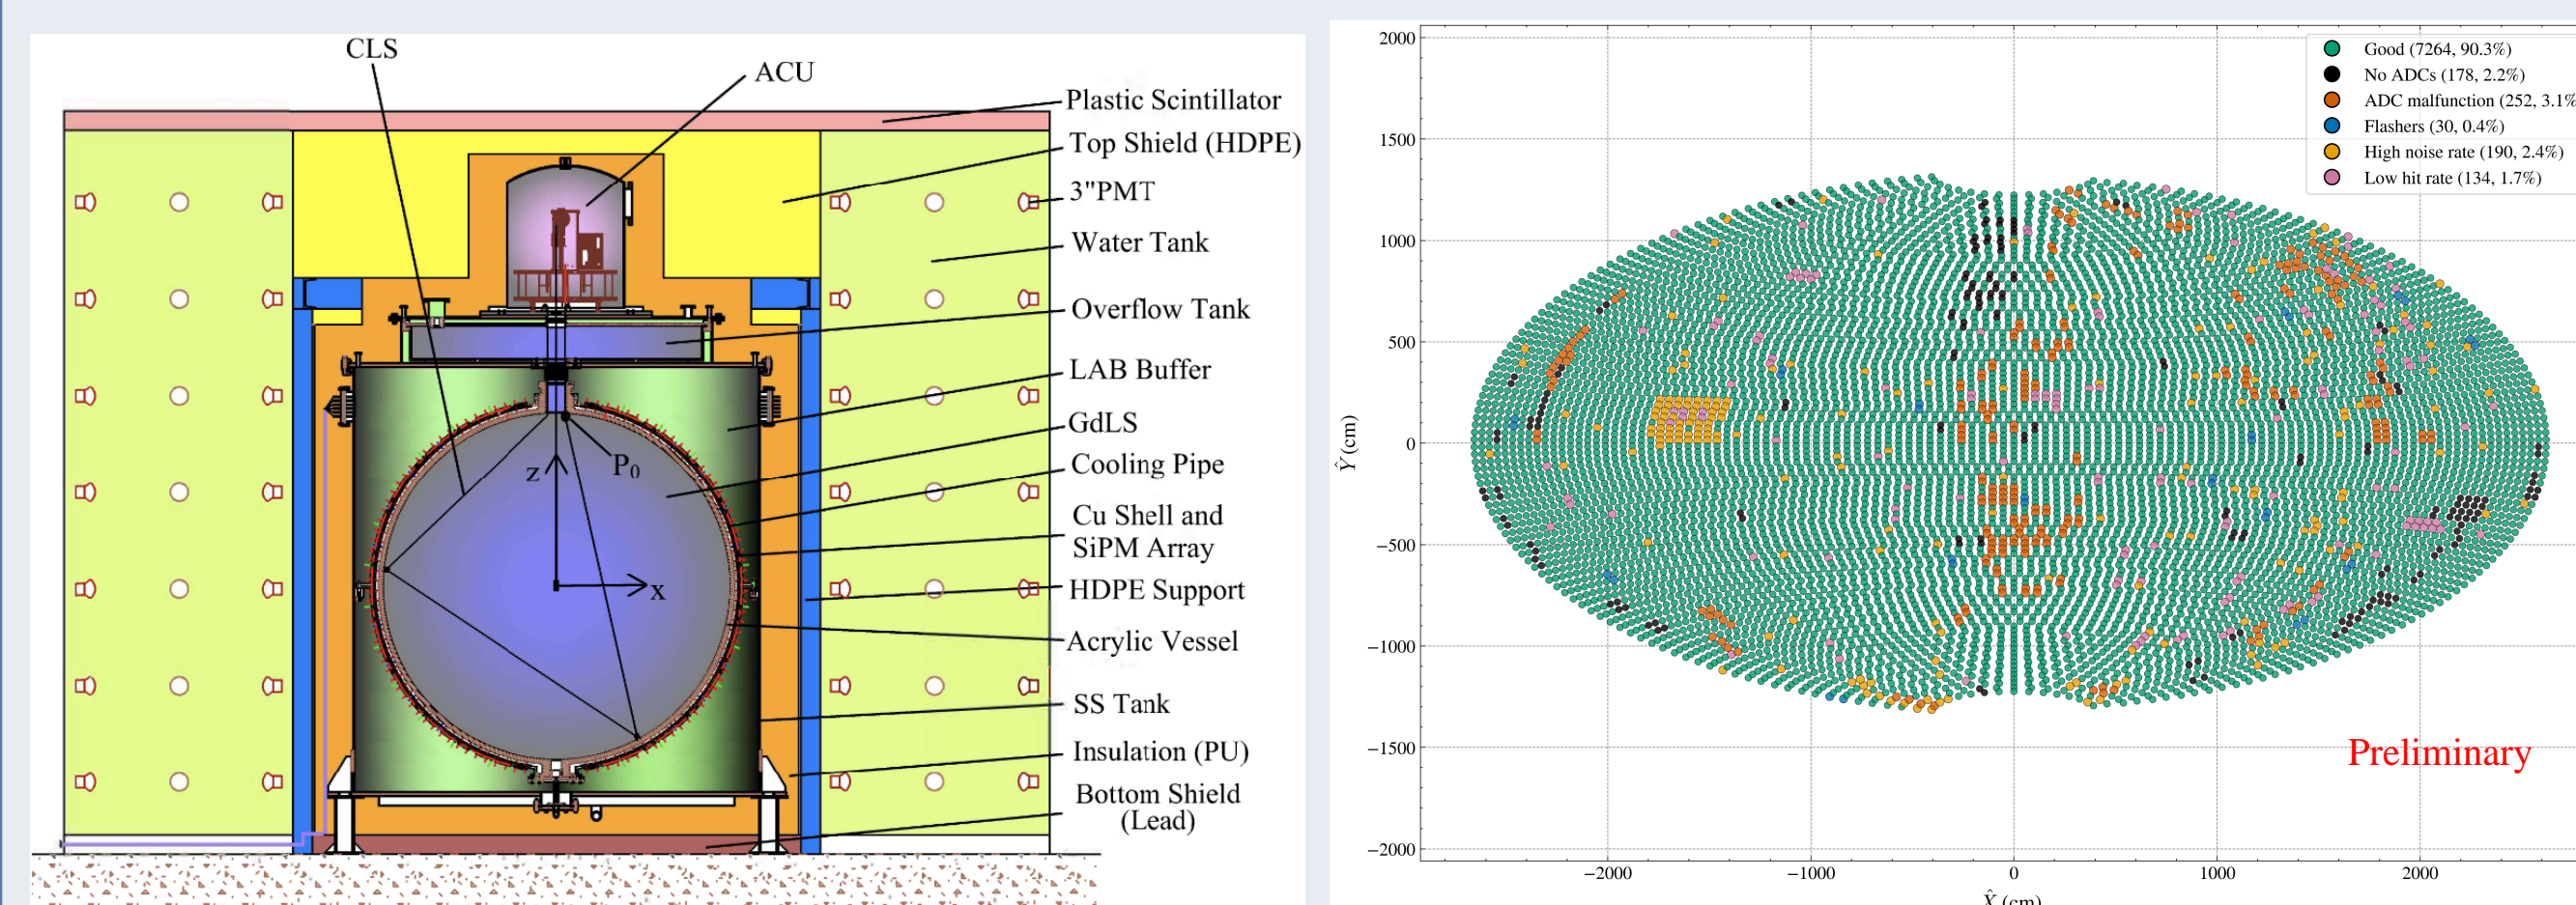 CLS
ACU
Plastic Scintillator
Top Shield (HDPE)
3"PMT
Water Tank
Overflow Tank
LAB Buffer
GdLS
Cooling Pipe
Cu Shell and
SiPM Array
HDPE Support
Acrylic Vessel
SS Tank
Insulation (PU)
Bottom Shield
(Lead)
P₀
z
x
2000
1500
1000
500
0
−500
−1000
−1500
−2000
Ŷ (cm)
−2000
−1000
0
1000
2000
X̂ (cm)
Good (7264, 90.3%)
No ADCs (178, 2.2%)
ADC malfunction (252, 3.1%
Flashers (30, 0.4%)
High noise rate (190, 2.4%)
Low hit rate (134, 1.7%)
Preliminary